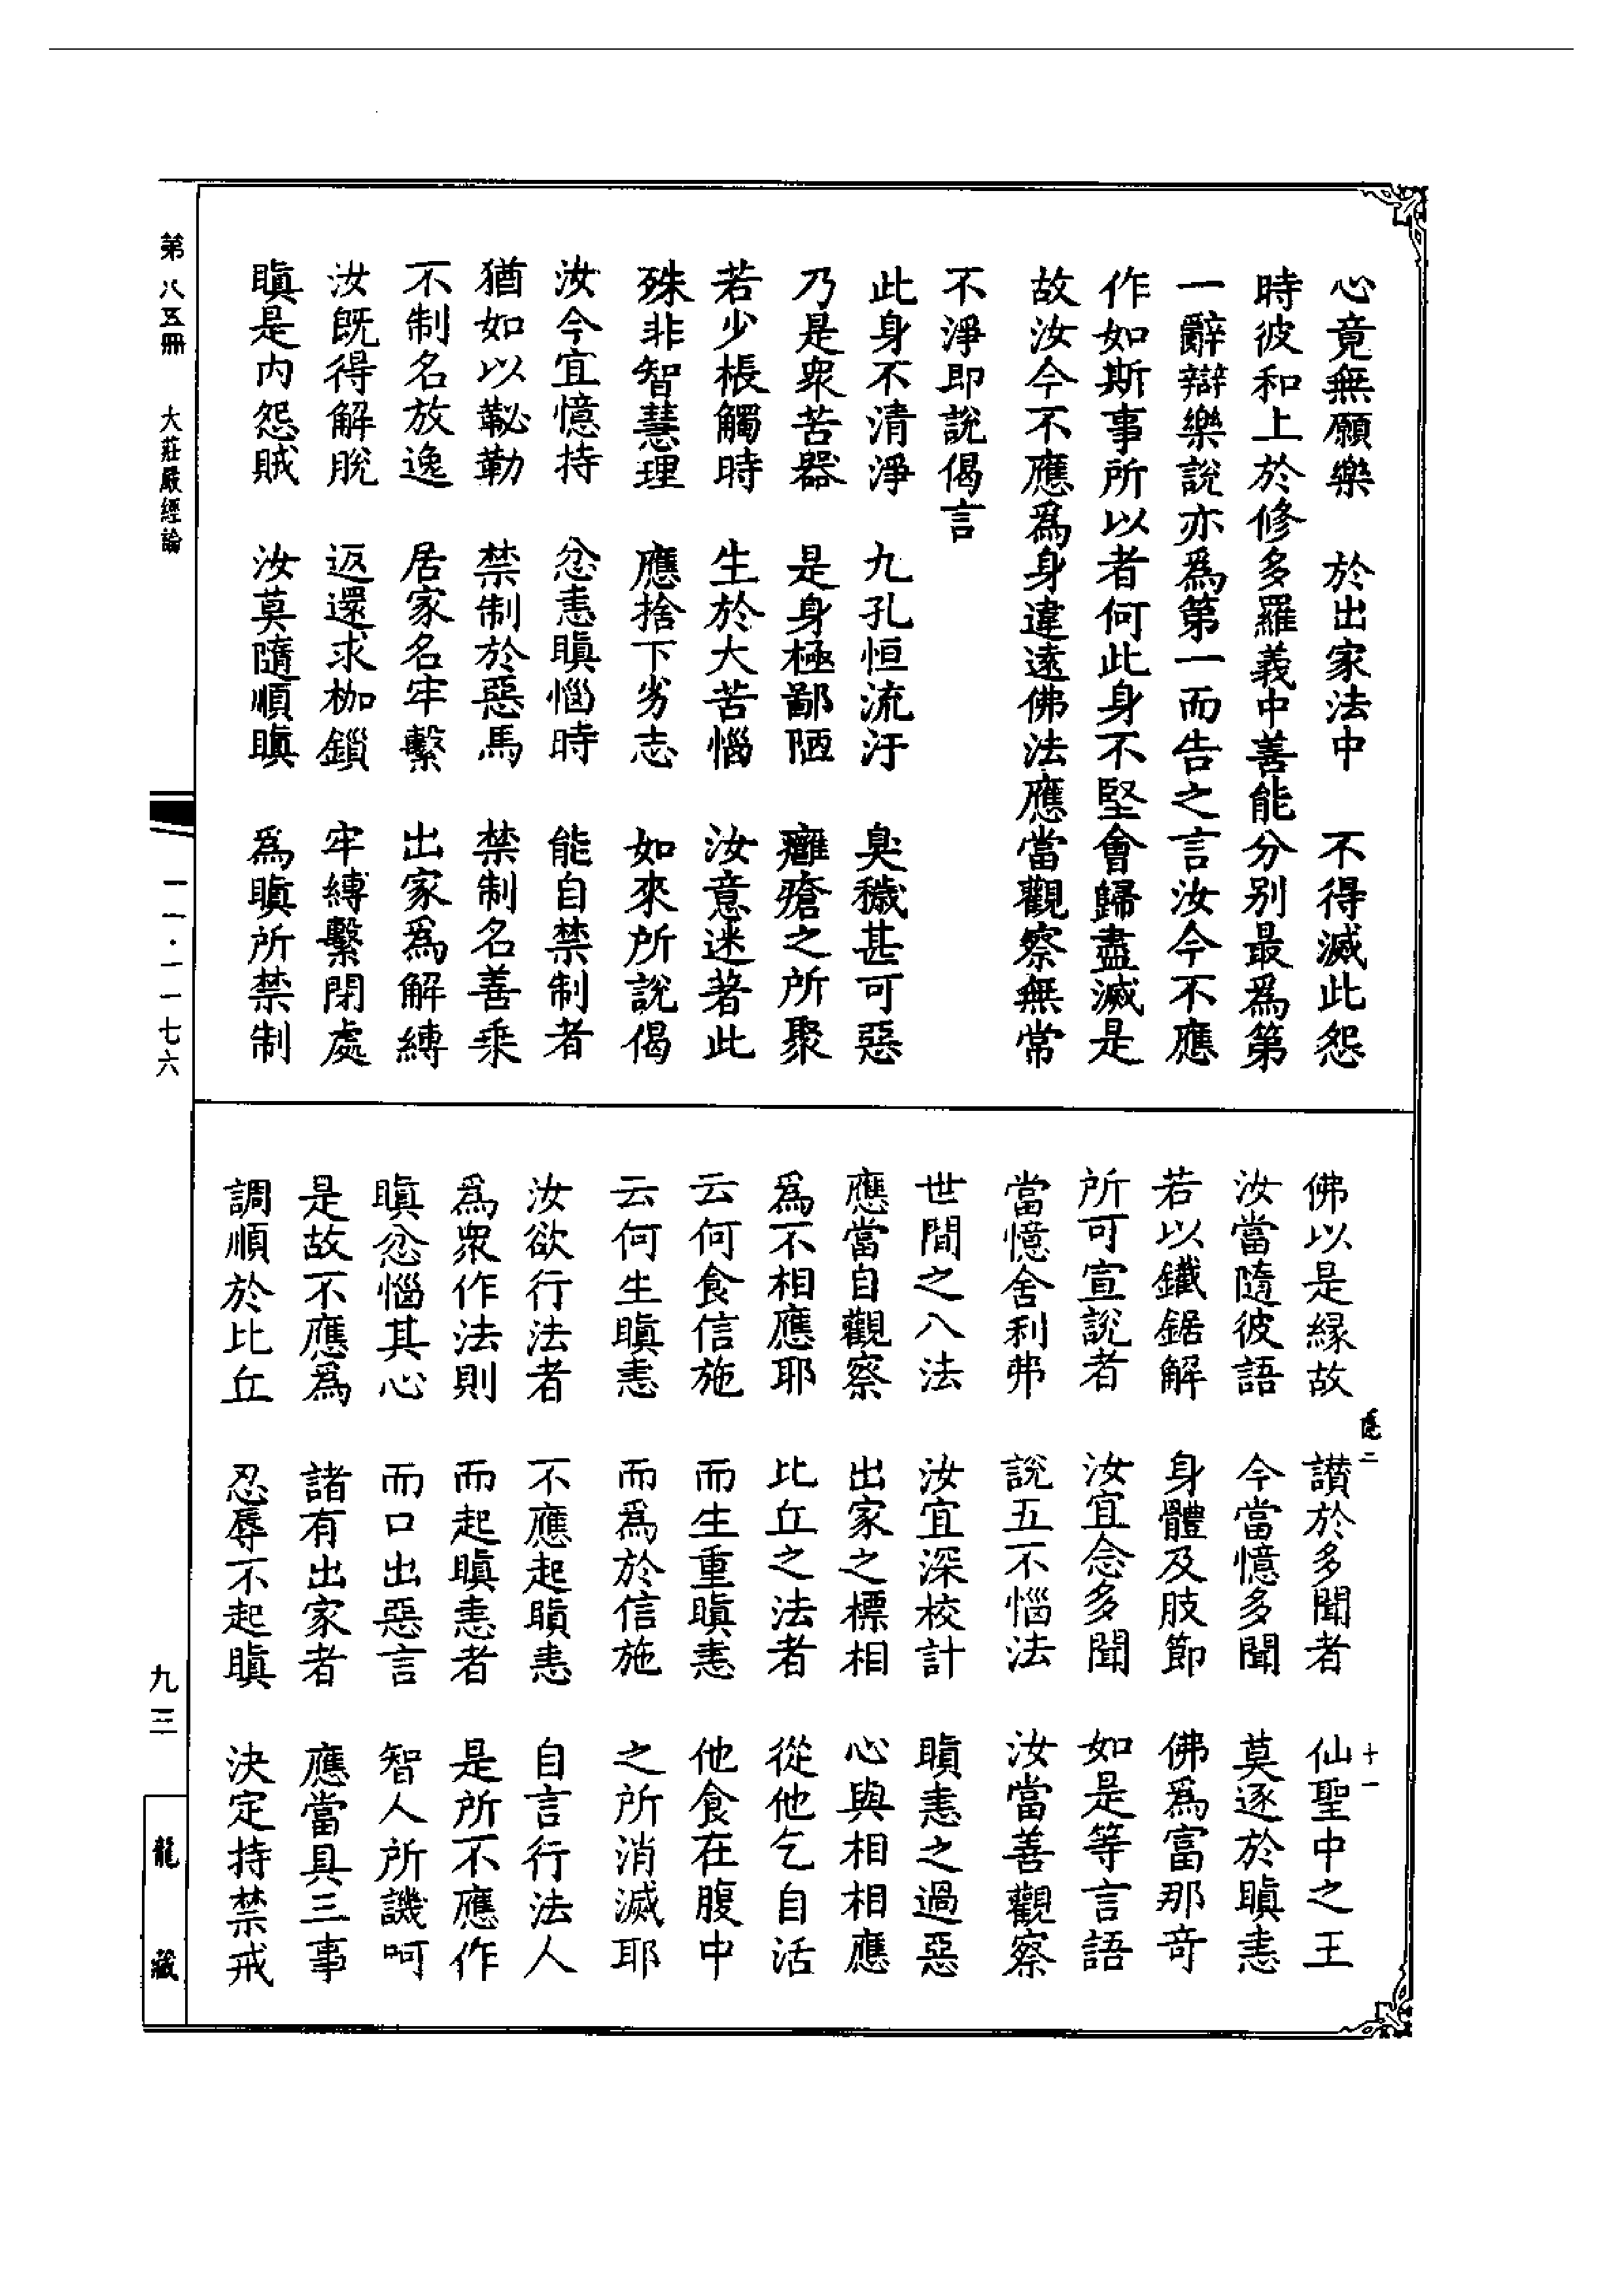 心竟無願樂　於出家法中　不得滅此怨
時彼和上於修多羅義中善能分別最為第
一辭辯樂說亦為第一而告之言汝今不應
作如斯事所以者何此身不堅會歸盡滅是
故汝今不應為身違遠佛法應當觀察無常
不淨即說偈言
此身不清淨　九孔恒流汙　臭穢甚可惡
乃是衆苦器　是身極鄙陋　癰瘡之所聚
若少棖觸時　生於大苦惱　汝意迷著此
殊非智慧理　應捨下劣志　如來所說偈
汝今宜憶持　忿恚瞋惱時　能自禁制者
猶如以鞁勒　禁制於惡馬　禁制名善乘
不制名放逸　居家名牢繫　出家為解縛
汝既得解脫　返還求枷鎖　牢縛繫閉處
瞋是內怨賊　汝莫隨順瞋　為瞋所禁制
佛以是緣故　讚於多聞者　仙聖中之王
汝當隨彼語　今當憶多聞　莫逐於瞋恚
若以鐵鋸解　身體及肢節　佛為富那奇
所可宣說者　汝宜念多聞　如是等言語
當憶舍利弗　說五不惱法　汝當善觀察
世間之八法　汝宜深校計　瞋恚之過惡
應當自觀察　出家之標相　心與相相應
為不相應耶　比丘之法者　從他乞自活
云何食信施　而生重瞋恚　他食在腹中
云何生瞋恚　而為於信施　之所消滅耶
汝欲行法者　不應起瞋恚　自言行法人
為衆作法則　而起瞋恚者　是所不應作
瞋忿惱其心　而口出惡言　智人所譏呵
是故不應為　諸有出家者　應當具三事
調順於比丘　忍辱不起瞋　決定持禁戒
二　十一
第八五冊　大莊嚴經論
一一·一一七六
九三
龍藏